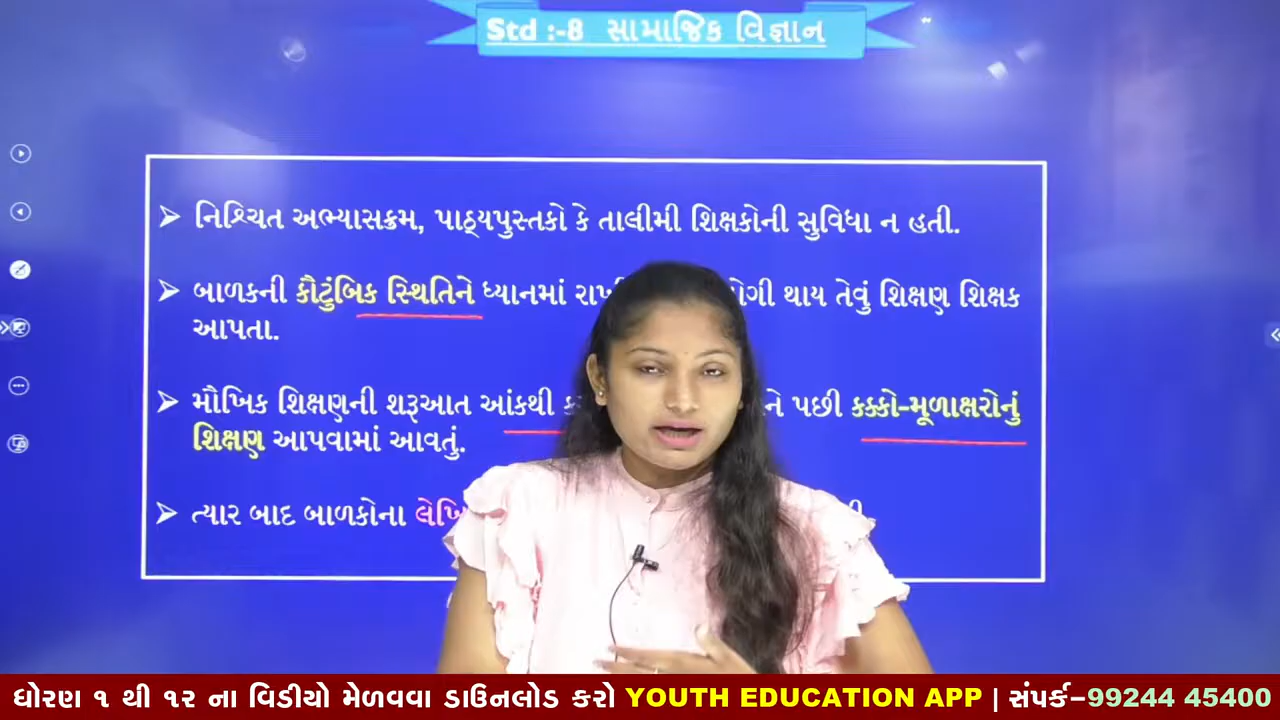 Std :-8 સામાજિક વિજ્ઞાન
➤ નિશ્ચિત અભ્યાસક્રમ, પાઠ્યપુસ્તકો કે તાલીમી શિક્ષકોની સુવિધા ન હતી.
➤ બાળકની કૌટુંબિક સ્થિતિને ધ્યાનમાં થાય તેવું શિક્ષણ શિક્ષક
આપતા.
➤ મૌખિક શિક્ષણની શરૂઆત આંકથી પછી કક્કો-મૂળાક્ષરોનું
શિક્ષણ આપવામાં આવતું.
➤ ત્યાર બાદ બાળકોના
ધોરણ ૧ થી ૧૨ ના વિડીયો મેળવવા ડાઉનલોડ કરો YOUTH EDUCATION APP | સંપર્ક-99244 45400